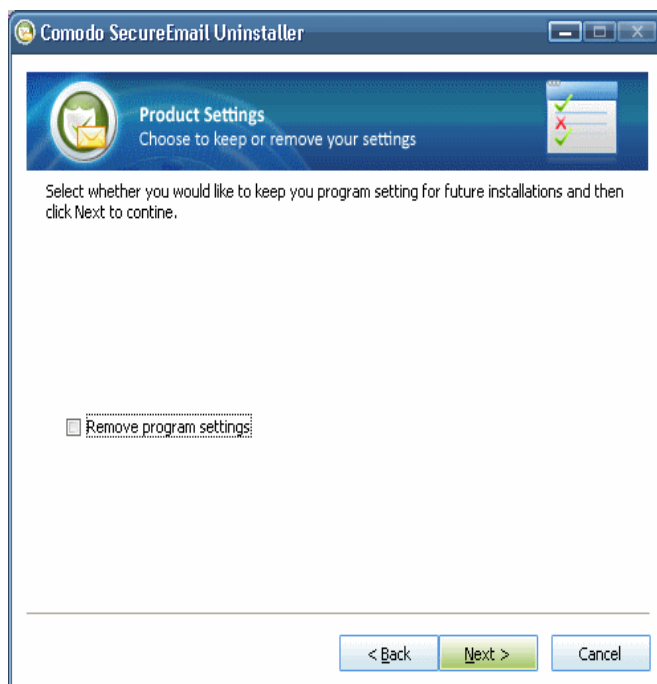 Comodo SecureEmail Uninstaller
Product Settings
Choose to keep or remove your settings
Select whether you would like to keep you program setting for future installations and then
click Next to contine.
Remove program settings
< Back
Next >
Cancel